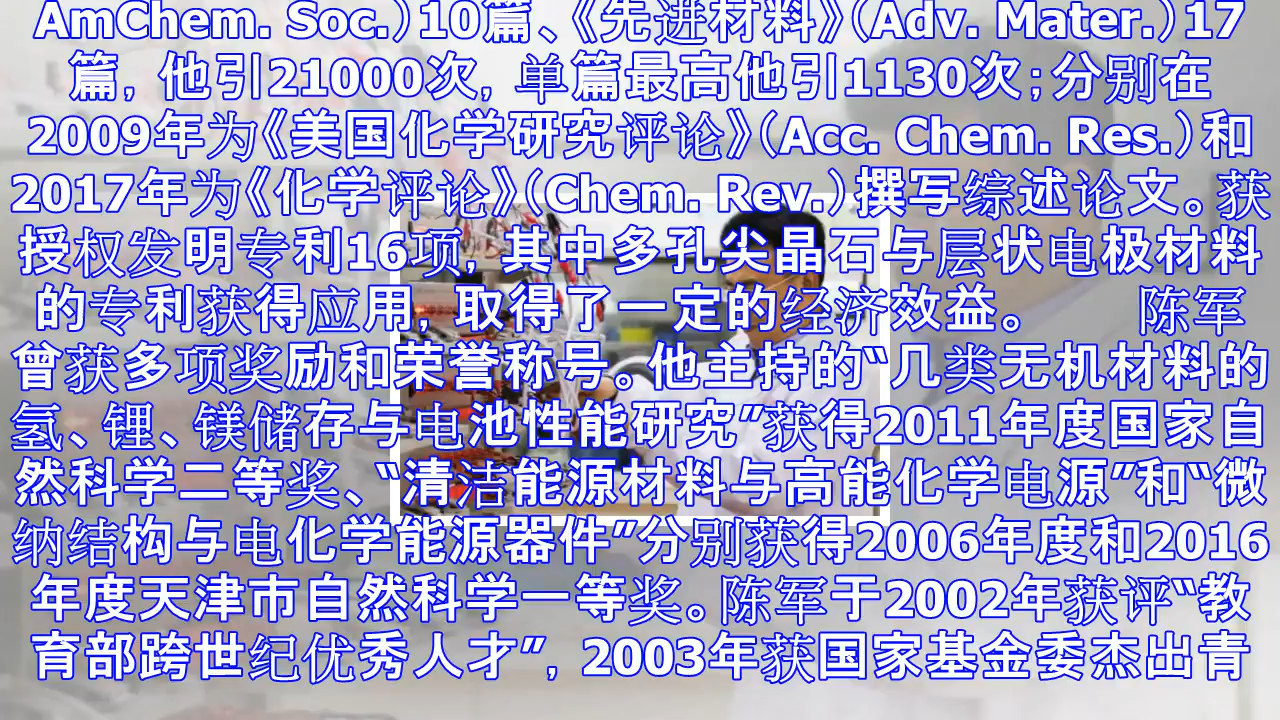 AmChem. Soc.）10篇、《先进材料》（Adv. Mater.）17
篇，他引21000次，单篇最高他引1130次；分别在
2009年为《美国化学研究评论》（Acc. Chem. Res.）和
2017年为《化学评论》（Chem. Rev.）撰写综述论文。获
授权发明专利16项，其中多孔尖晶石与层状电极材料
的专利获得应用，取得了一定的经济效益。　　陈军
曾获多项奖励和荣誉称号。他主持的“几类无机材料的
氢、锂、镁储存与电池性能研究”获得2011年度国家自
然科学二等奖、“清洁能源材料与高能化学电源”和“微
纳结构与电化学能源器件”分别获得2006年度和2016
年度天津市自然科学一等奖。陈军于2002年获评“教
育部跨世纪优秀人才”，2003年获国家基金委杰出青